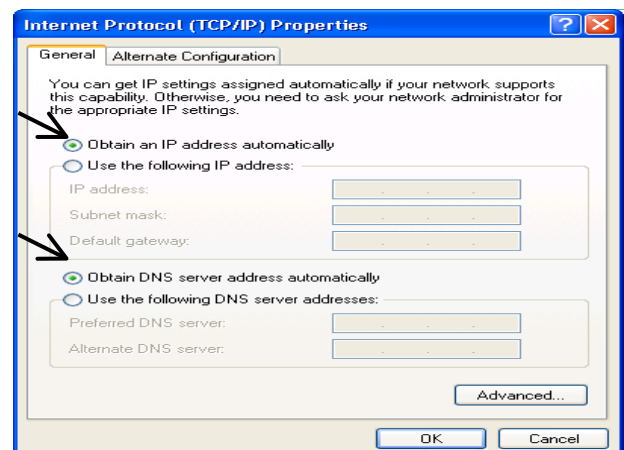 Internet Protocol (TCP/IP) Properties
General
Alternate Configuration
You can get IP settings assigned automatically if your network supports
this capability. Otherwise, you need to ask your network administrator for
the appropriate IP settings.
Obtain an IP address automatically
Use the following IP address:
IP address:
Subnet mask:
Default gateway:
Obtain DNS server address automatically
Use the following DNS server addresses:
Preferred DNS server:
Alternate DNS server:
Advanced...
OK
Cancel